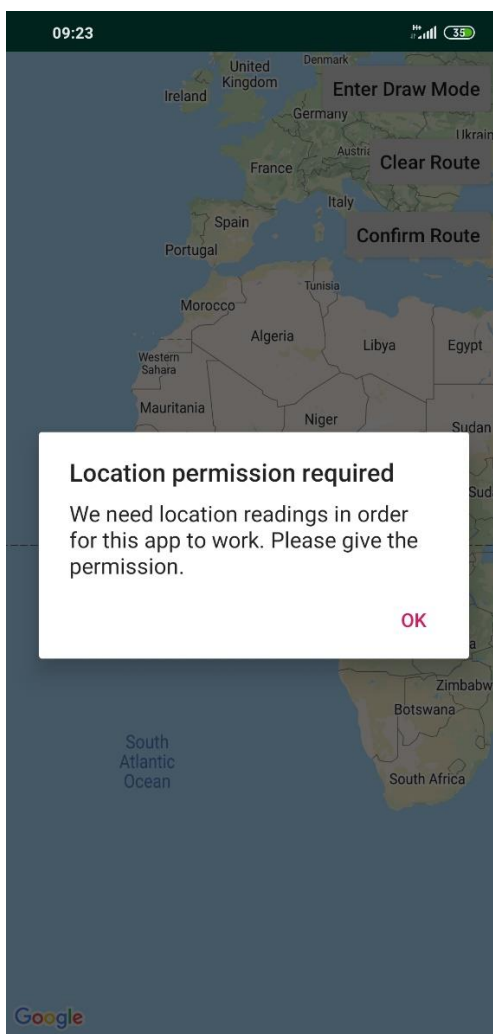 09:23
H+
35
United
Kingdom
Denmark
Ireland
Enter Draw Mode
Germany
Ukrain
Austria
France
Clear Route
Italy
Spain
Confirm Route
Portugal
Tunisia
Morocco
Algeria
Libya
Egypt
Western
Sahara
Mauritania
Niger
Sudan
Location permission required
Sud
We need location readings in order
for this app to work. Please give the
permission.
OK
a
Zimbabw
Botswana
South
Atlantic
Ocean
South Africa
Google